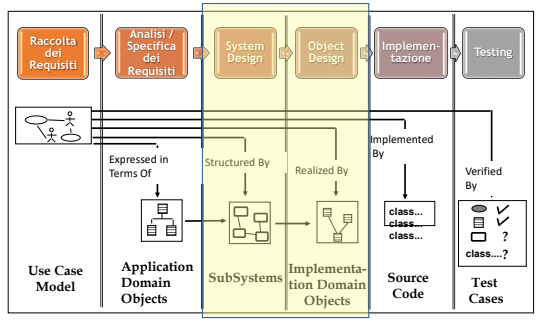 Raccolta
dei
Requisiti
Analisi /
Specifica
dei
Requisiti
System
Design
Object
Design
Implemen-
tazione
Testing
Expressed in
Terms Of
Structured By
Realized By
Implemented
By
Verified
By
class...
class...
class...
?
class....?
Use Case
Model
Application
Domain
Objects
SubSystems
Implementa-
tion Domain
Objects
Source
Code
Test
Cases